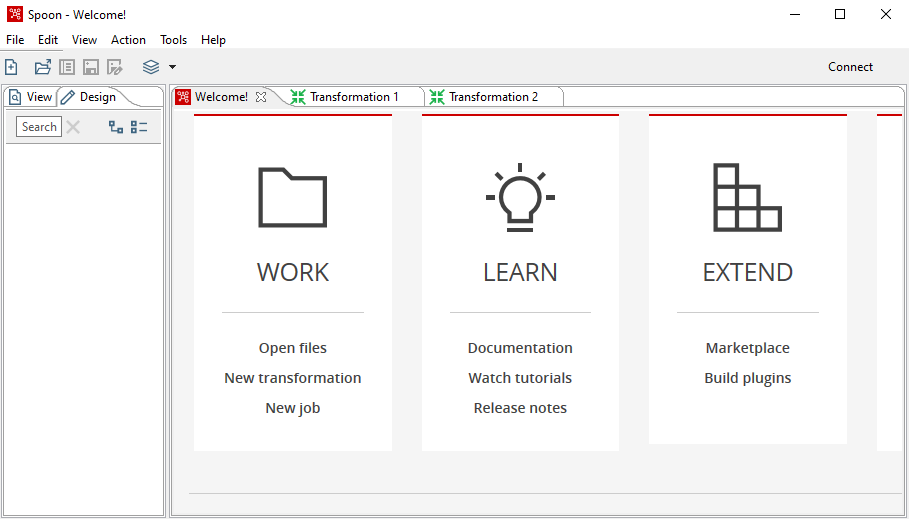 Spoon - Welcome!
File Edit View Action Tools Help
Connect
View Design
Welcome! Transformation 1 Transformation 2
Search
WORK
Open files
New transformation
New job
LEARN
Documentation
Watch tutorials
Release notes
EXTEND
Marketplace
Build plugins